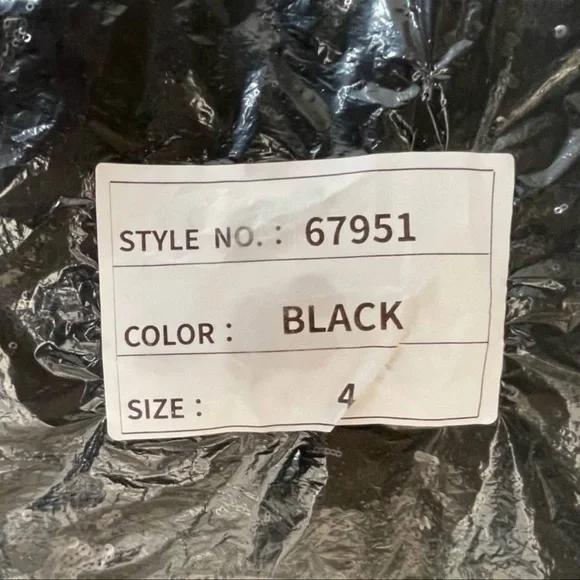 STYLE NO.: 67951
COLOR: BLACK
SIZE: 4